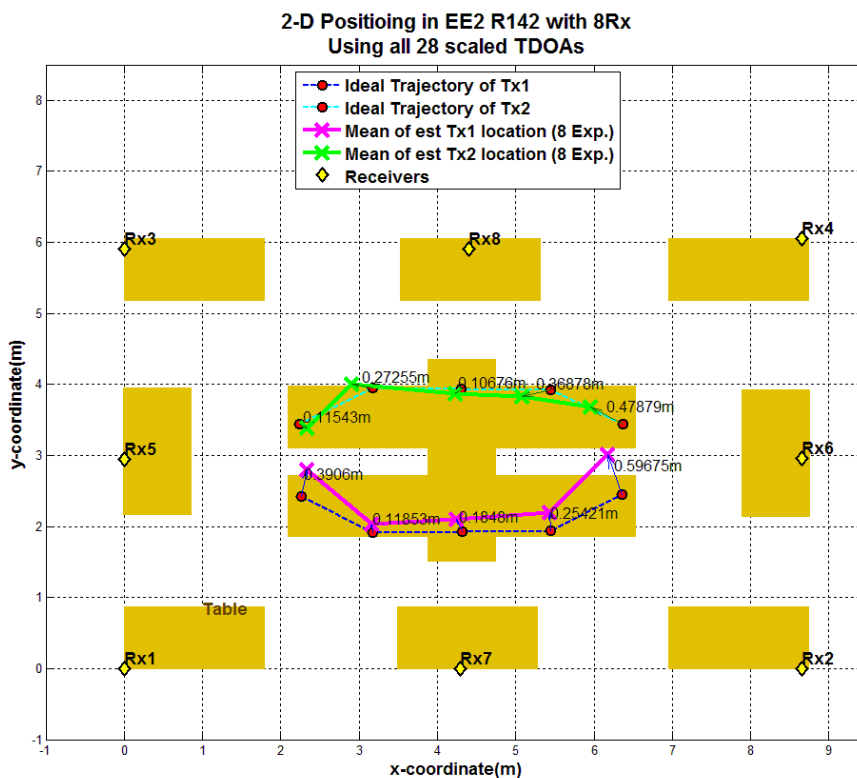 2-D Positioing in EE2 R142 with 8Rx
Using all 28 scaled TDOAs
Ideal Trajectory of Tx1
Ideal Trajectory of Tx2
Mean of est Tx1 location (8 Exp.)
Mean of est Tx2 location (8 Exp.)
Receivers
8
7
6
5
4
3
2
1
0
-1
y-coordinate(m)
Rx3
Rx8
Rx4
0.27255m
0.10676m
0.36878m
0.11543m
0.47879m
Rx5
Rx6
0.3906m
0.59675m
0.11853m
0.1848m
0.25421m
Table
Rx1
Rx7
Rx2
-1 0 1 2 3 4 5 6 7 8 9
x-coordinate(m)